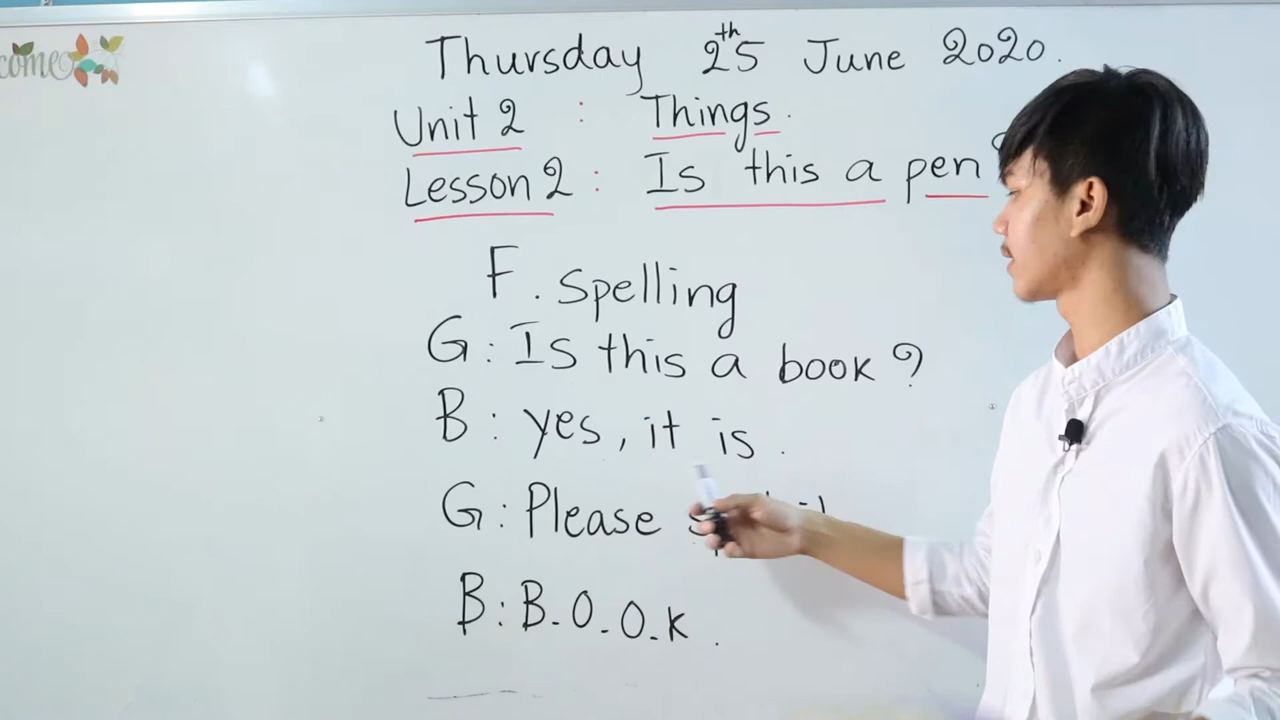 come
Thursday 25th June 2020.
Unit 2 : Things.
Lesson 2 : Is this a pen?
F. Spelling
G: Is this a book?
B: yes, it is.
G: Please
B: B-O-O-K.